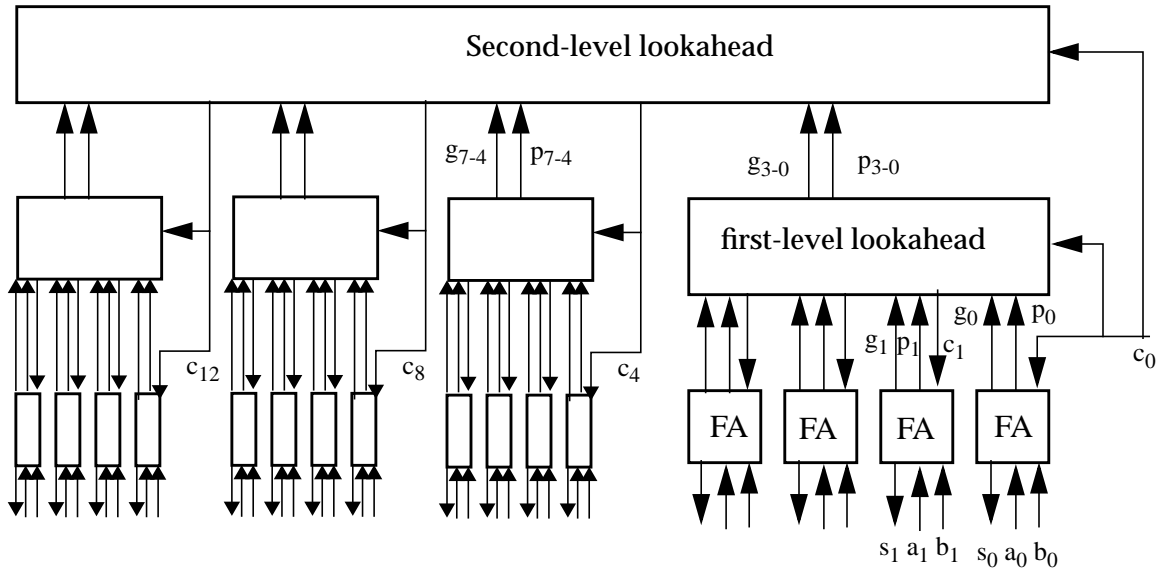 Second-level lookahead
g7-4 p7-4 g3-0 p3-0
first-level lookahead
g1 p1 c1 g0 p0
c12 c8 c4 c0
FA FA FA FA
s1 a1 b1 s0 a0 b0